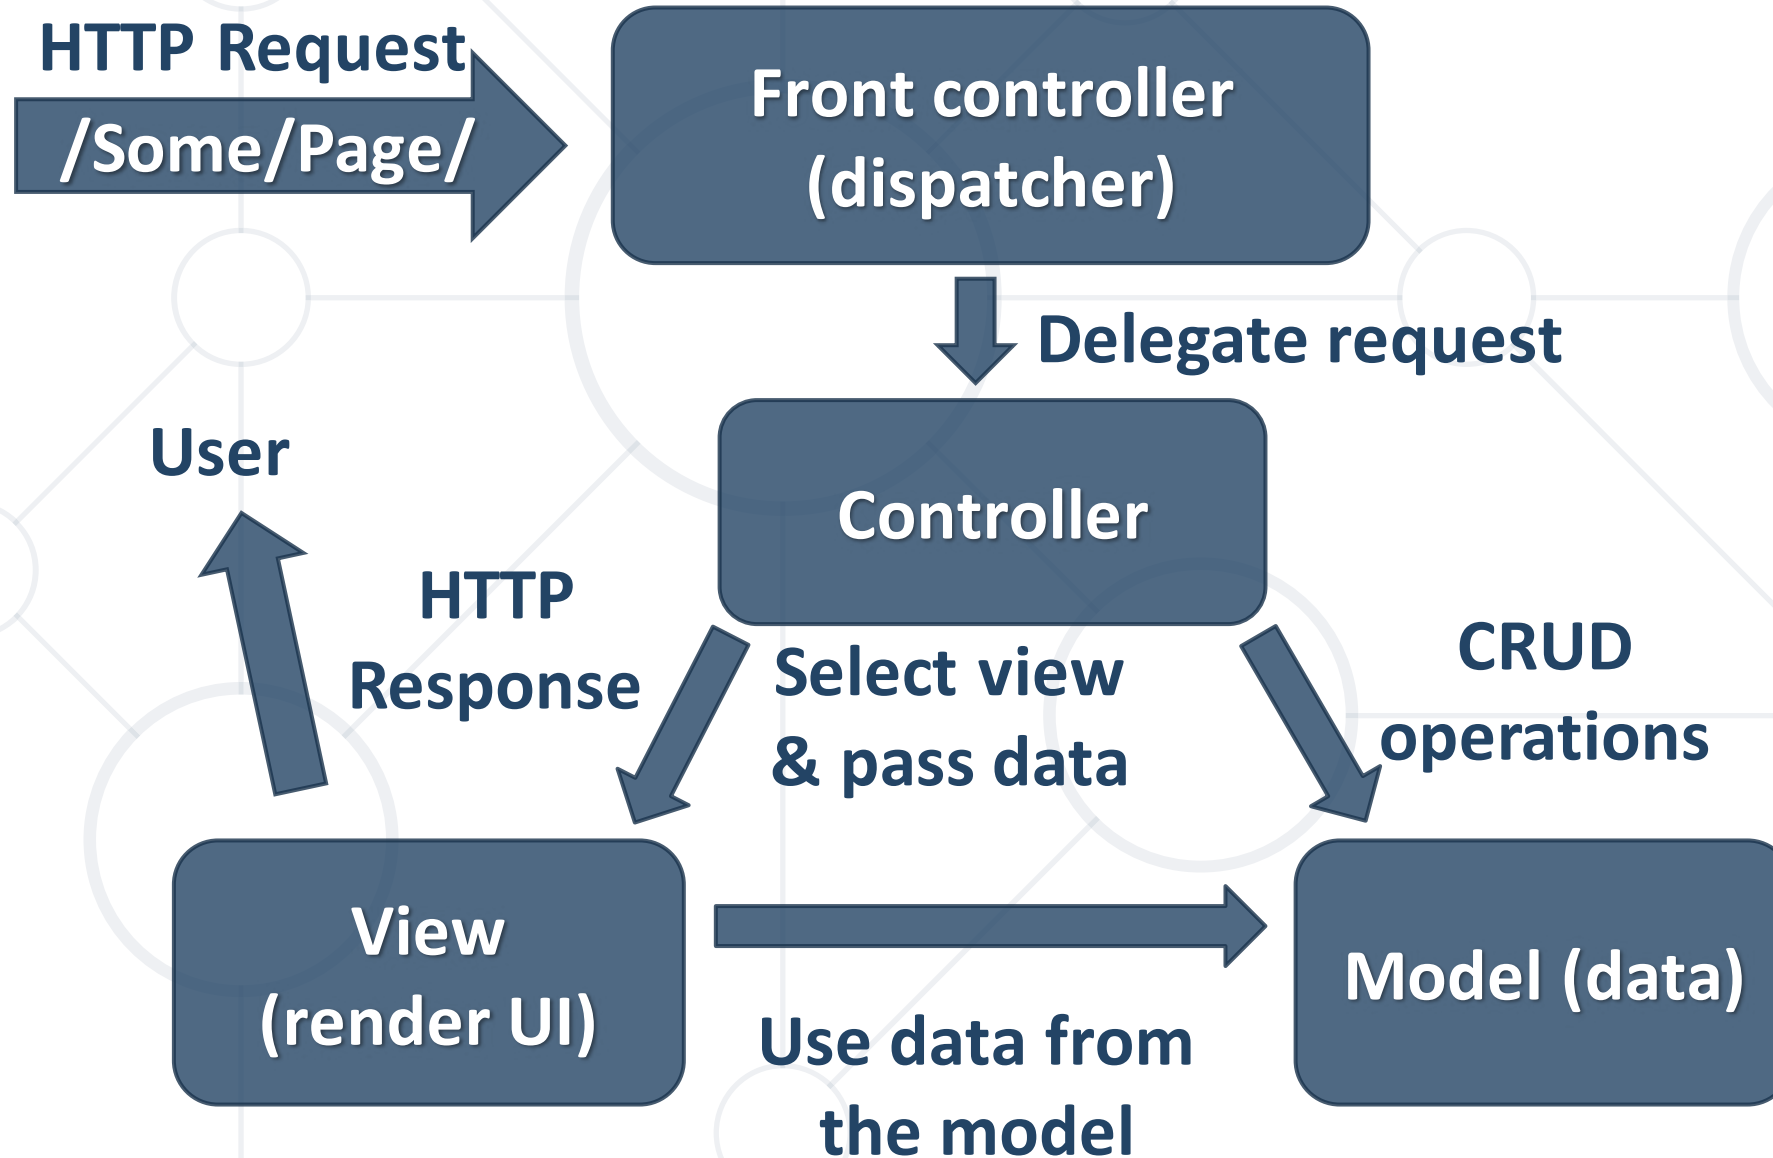 HTTP Request
/Some/Page/
Front controller
(dispatcher)
Delegate request
User
Controller
HTTP
Response
Select view
& pass data
CRUD
operations
View
(render UI)
Model (data)
Use data from
the model